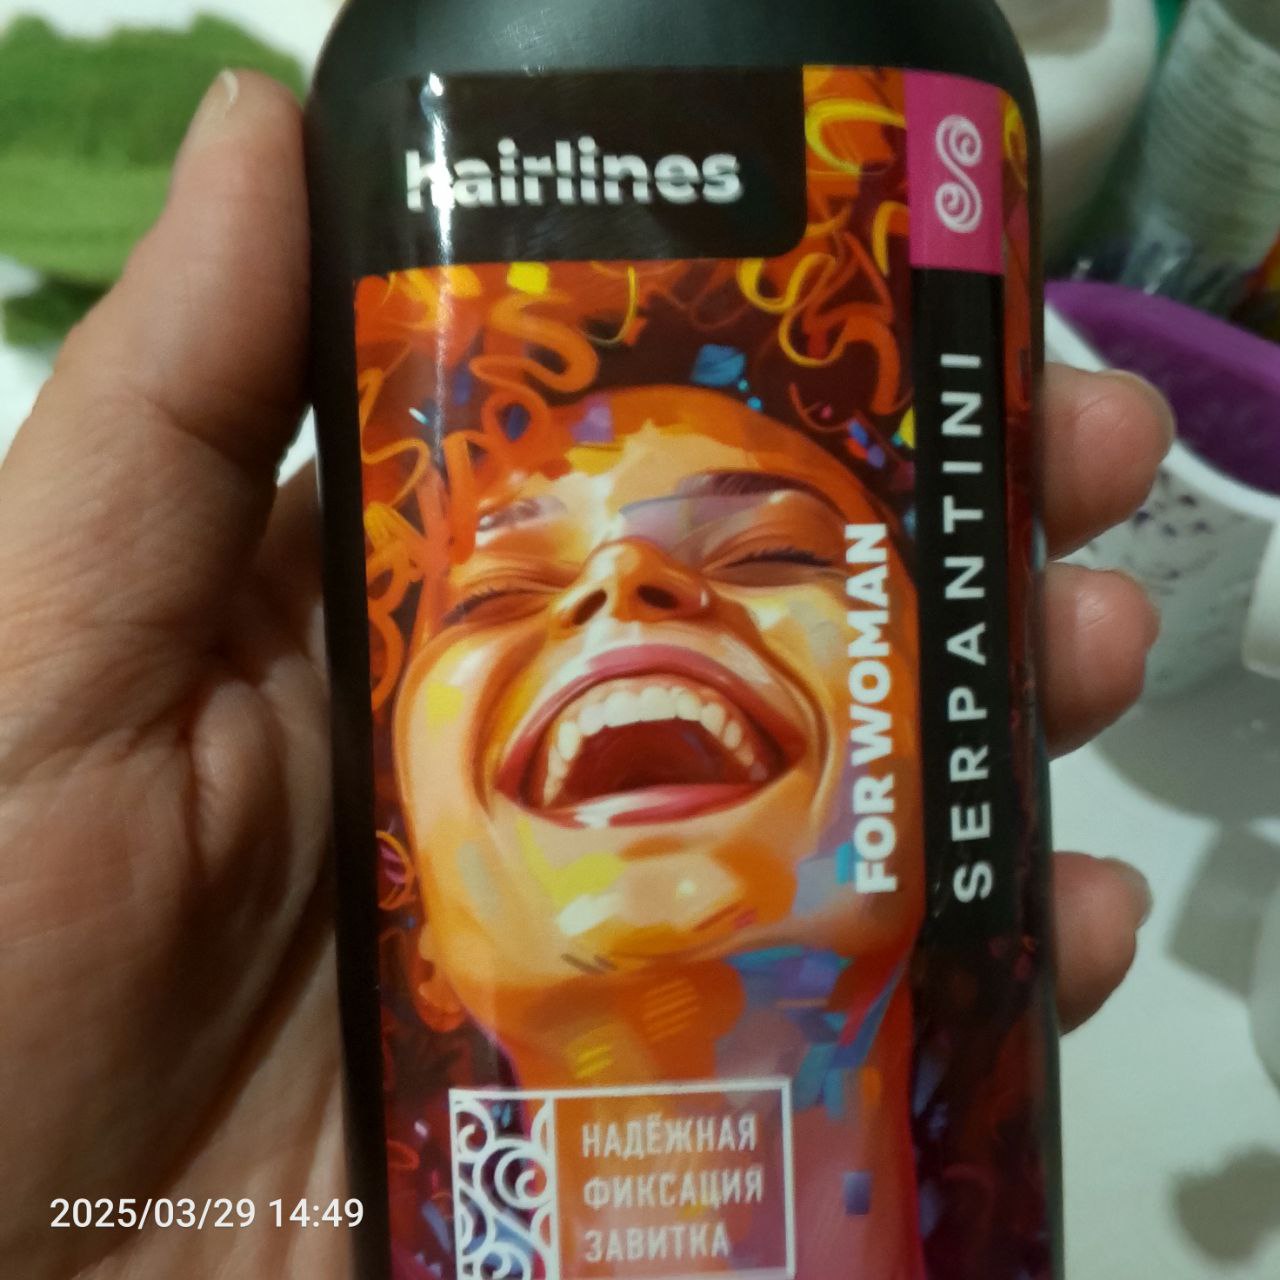 hairlines
FOR WOMAN
SERPANTINI
НАДЁЖНАЯ
ФИКСАЦИЯ
ЗАВИТКА
2025/03/29 14:49